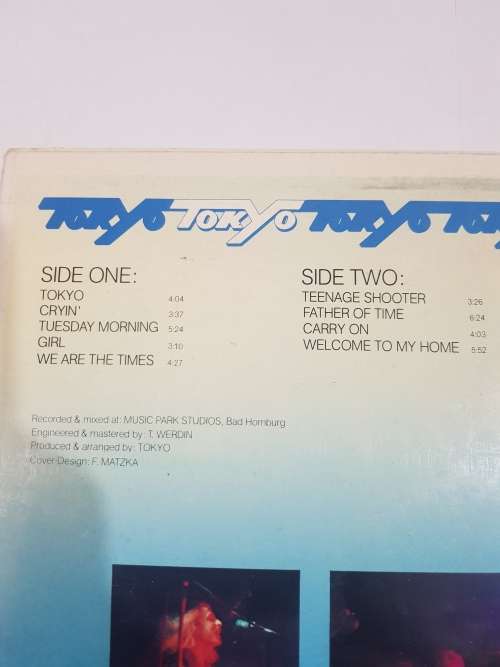 TOKYO TOKYO TOKYO TOKYO
SIDE ONE:
TOKYO 4:04
CRYIN' 3:37
TUESDAY MORNING 5:24
GIRL 3:10
WE ARE THE TIMES 4:27
SIDE TWO:
TEENAGE SHOOTER 3:26
FATHER OF TIME 6:24
CARRY ON 4:03
WELCOME TO MY HOME 5:52
Recorded & mixed at: MUSIC PARK STUDIOS, Bad Homburg
Engineered & mastered by: T. WERDIN
Produced & arranged by: TOKYO
Cover-Design: F. MATZKA